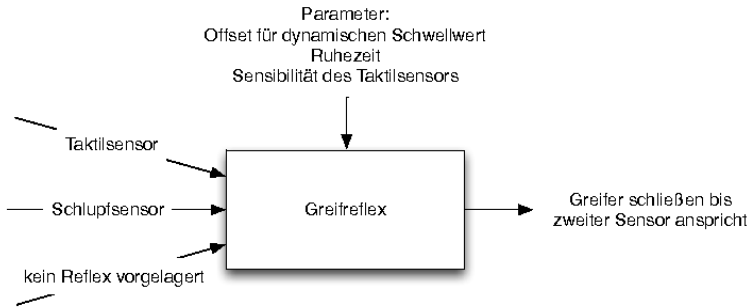 Parameter:
Offset für dynamischen Schwellwert
Ruhezeit
Sensibilität des Taktilsensors
Taktilsensor
Schlupfsensor
kein Reflex vorgelagert
Greifreflex
Greifer schließen bis
zweiter Sensor anspricht